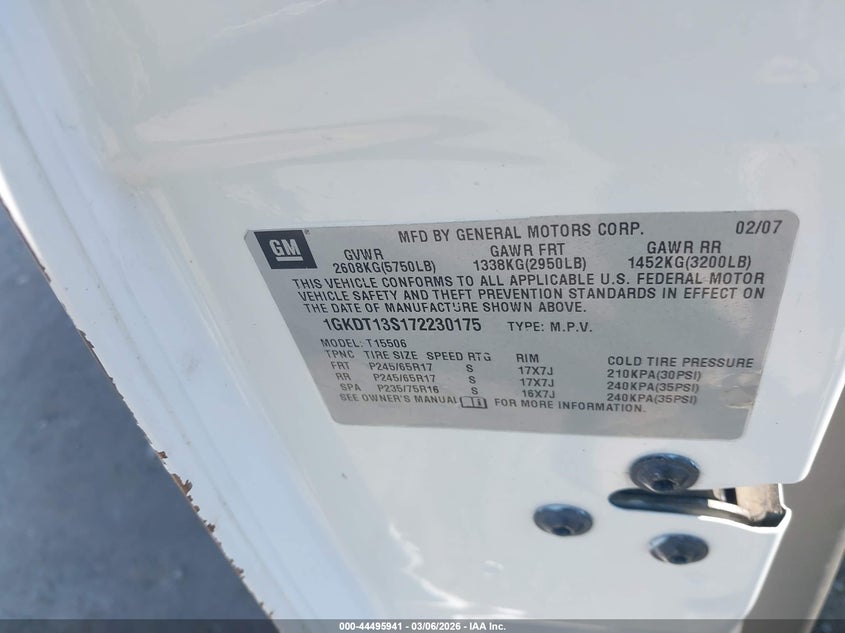 GM
MFD BY GENERAL MOTORS CORP. 02/07
GVWR GAWR FRT GAWR RR
2608KG(5750LB) 1338KG(2950LB) 1452KG(3200LB)
THIS VEHICLE CONFORMS TO ALL APPLICABLE U.S. FEDERAL MOTOR
VEHICLE SAFETY AND THEFT PREVENTION STANDARDS IN EFFECT ON
THE DATE OF MANUFACTURE SHOWN ABOVE.
1GKDT13S172230175 TYPE: M.P.V.
MODEL: T15506
TPNC TIRE SIZE SPEED RTG RIM COLD TIRE PRESSURE
FRT P245/65R17 S 17X7J 210KPA(30PSI)
RR P245/65R17 S 17X7J 240KPA(35PSI)
SPA P235/75R16 S 16X7J 240KPA(35PSI)
SEE OWNER'S MANUAL FOR MORE INFORMATION.
000-44495941 - 03/06/2026 - IAA Inc.